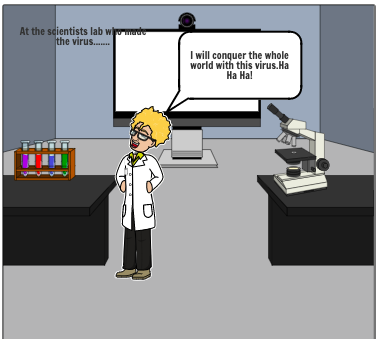 At the scientists lab who made
the virus.......
I will conquer the whole
world with this virus.Ha
Ha Ha!